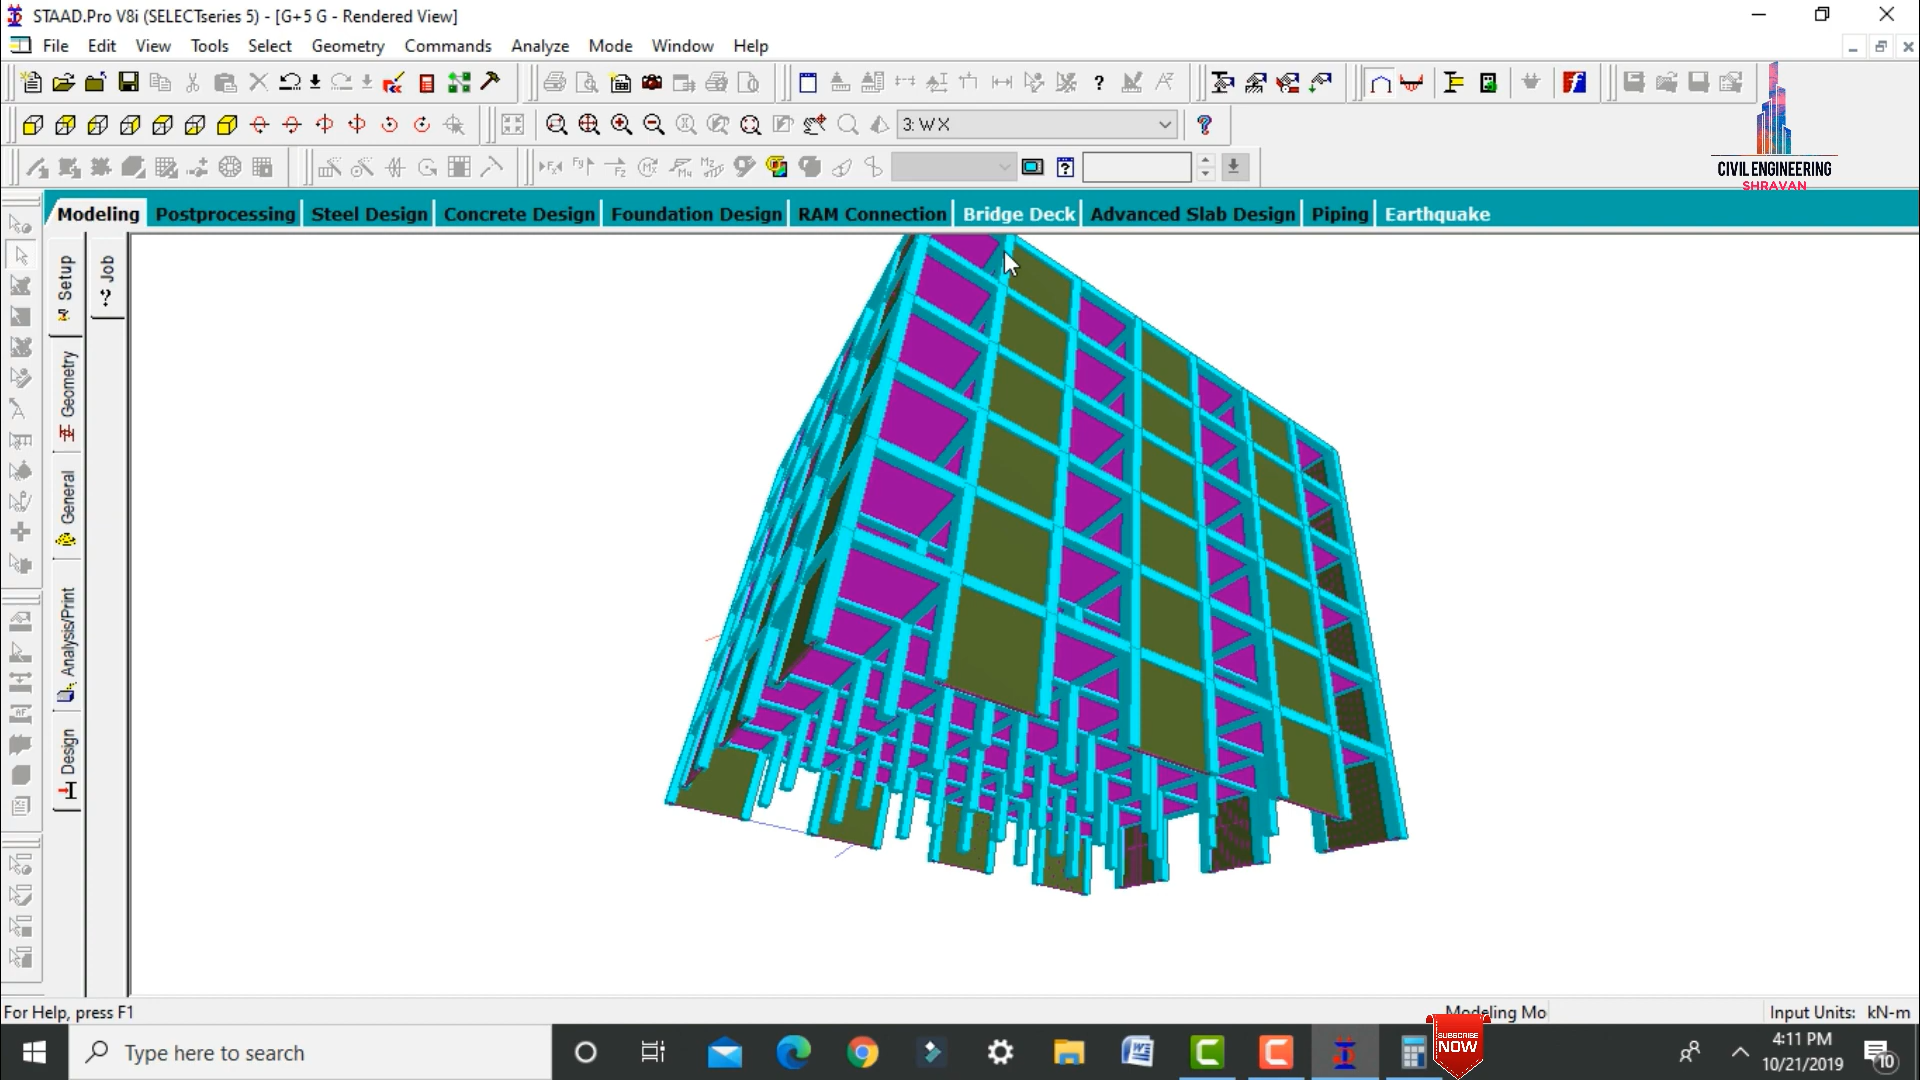 STAAD.Pro V8i (SELECTseries 5) - [G+5 G - Rendered View]
File Edit View Tools Select Geometry Commands Analyze Mode Window Help
3: W X
CIVIL ENGINEERING
SHRAVAN
Modeling Postprocessing Steel Design Concrete Design Foundation Design RAM Connection Bridge Deck Advanced Slab Design Piping Earthquake
Setup
Job
Geometry
General
Analysis/Print
Design
For Help, press F1
Modeling Mo
Input Units: kN-m
Type here to search
SUBSCRIBE
NOW
4:11 PM
10/21/2019
10